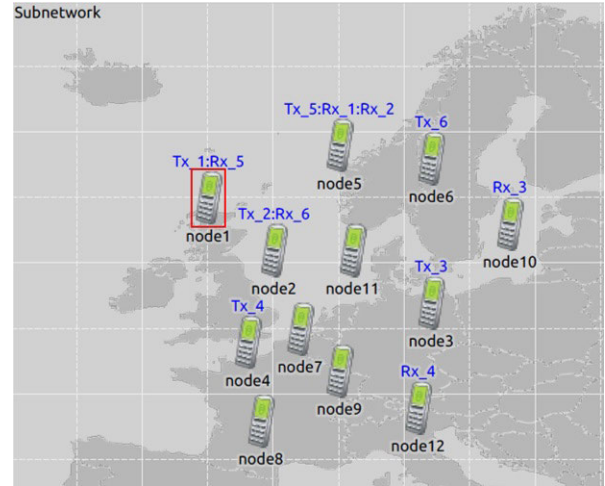 Subnetwork
Tx_5:Rx_1:Rx_2
Tx_6
Tx_1:Rx_5
node5
node6
Rx_3
Tx_2:Rx_6
node1
node10
node2
node11
Tx_3
Tx_4
node3
node7
node4
Rx_4
node9
node12
node8